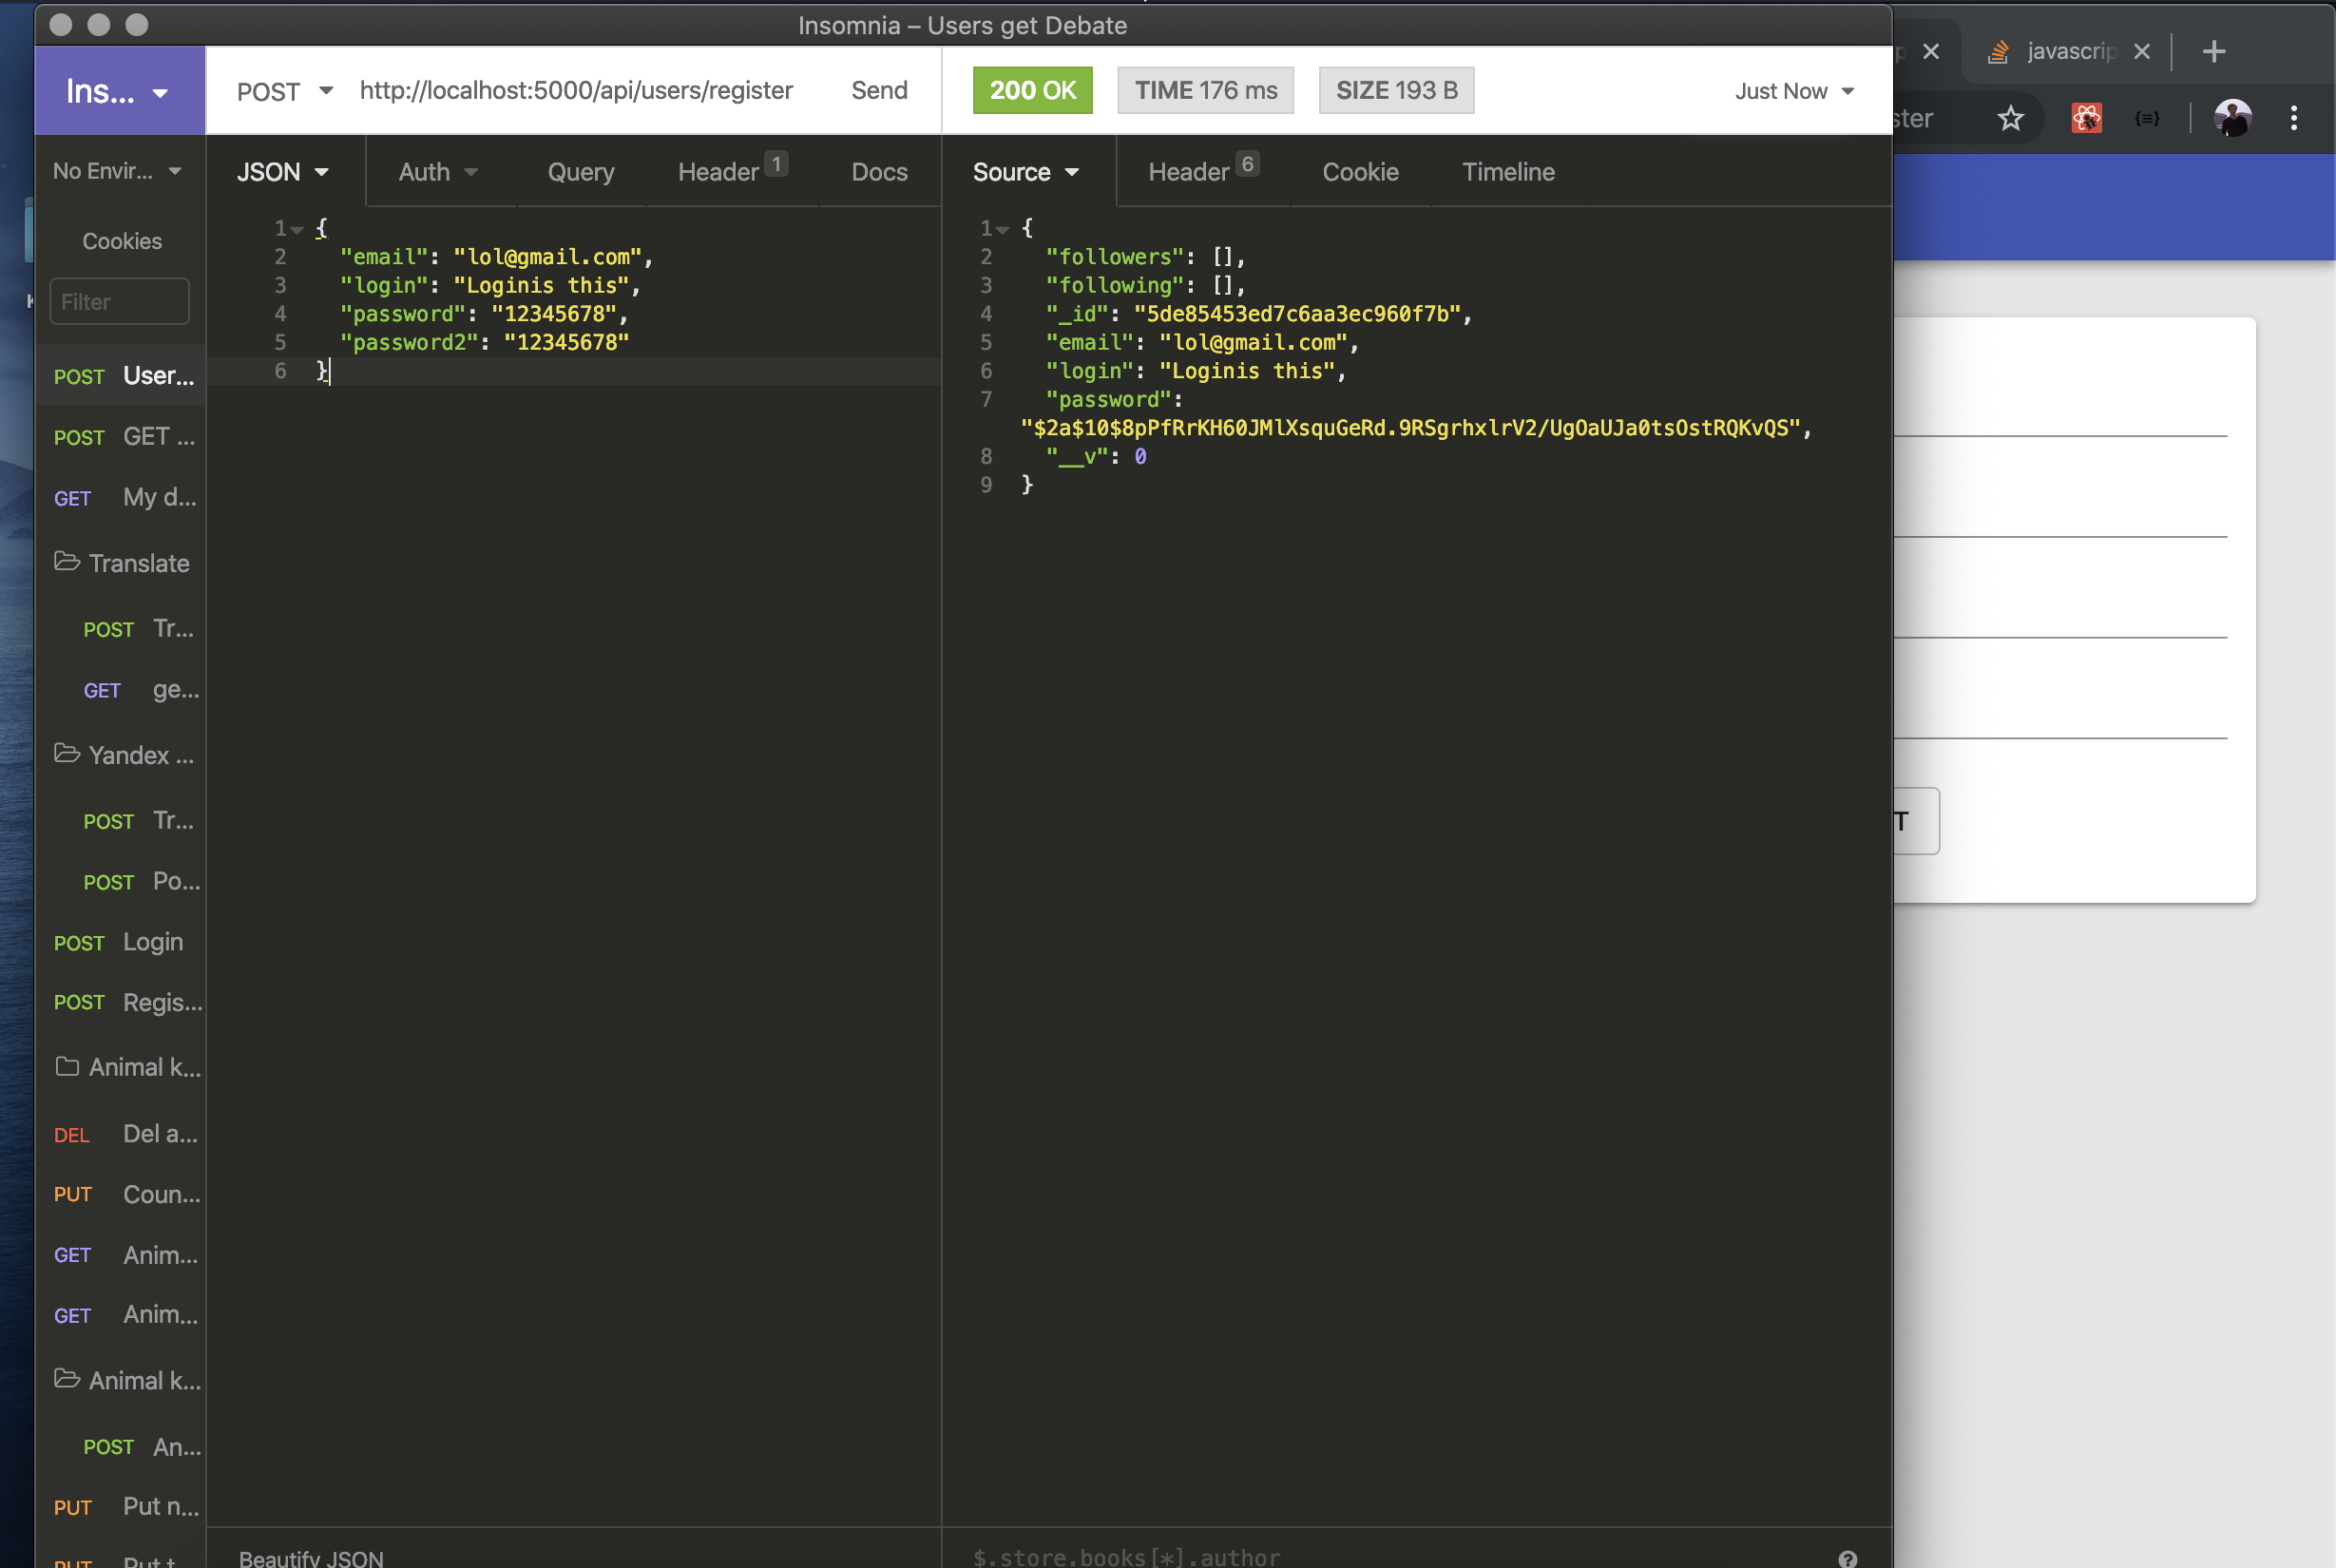 Insomnia – Users get Debate
Ins...
POST http://localhost:5000/api/users/register Send
200 OK TIME 176 ms SIZE 193 B Just Now
javascrip
No Envir...
Cookies
Filter
POST User...
POST GET ...
GET My d...
Translate
POST Tr...
GET ge...
Yandex ...
POST Tr...
POST Po...
POST Login
POST Regis...
Animal k...
DEL Del a...
PUT Coun...
GET Anim...
GET Anim...
Animal k...
POST An...
PUT Put n...
PUT Put t...
JSON Auth Query Header 1 Docs
1 {
2 "email": "lol@gmail.com",
3 "login": "Loginis this",
4 "password": "12345678",
5 "password2": "12345678"
6 }
Beautify JSON
Source Header 6 Cookie Timeline
1 {
2 "followers": [],
3 "following": [],
4 "_id": "5de85453ed7c6aa3ec960f7b",
5 "email": "lol@gmail.com",
6 "login": "Loginis this",
7 "password":
"$2a$10$8pPfRrKH60JMlXsquGeRd.9RSgrhxlrV2/UgOaUJa0tsOstRQKvQS",
8 "__v": 0
9 }
$.store.books[*].author
ster
T